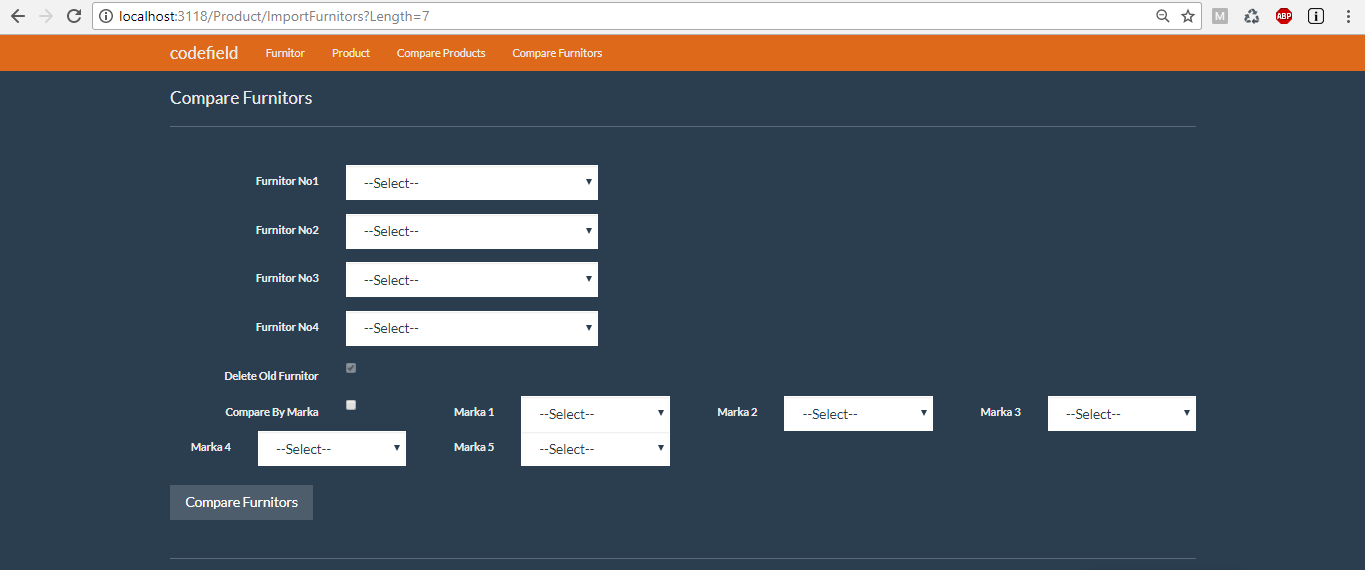 localhost:3118/Product/ImportFurnitors?Length=7
M ABP i
codefield Furnitor Product Compare Products Compare Furnitors
Compare Furnitors
Furnitor No1 --Select--
Furnitor No2 --Select--
Furnitor No3 --Select--
Furnitor No4 --Select--
Delete Old Furnitor
Compare By Marka Marka 1 --Select-- Marka 2 --Select-- Marka 3 --Select--
Marka 4 --Select-- Marka 5 --Select--
Compare Furnitors